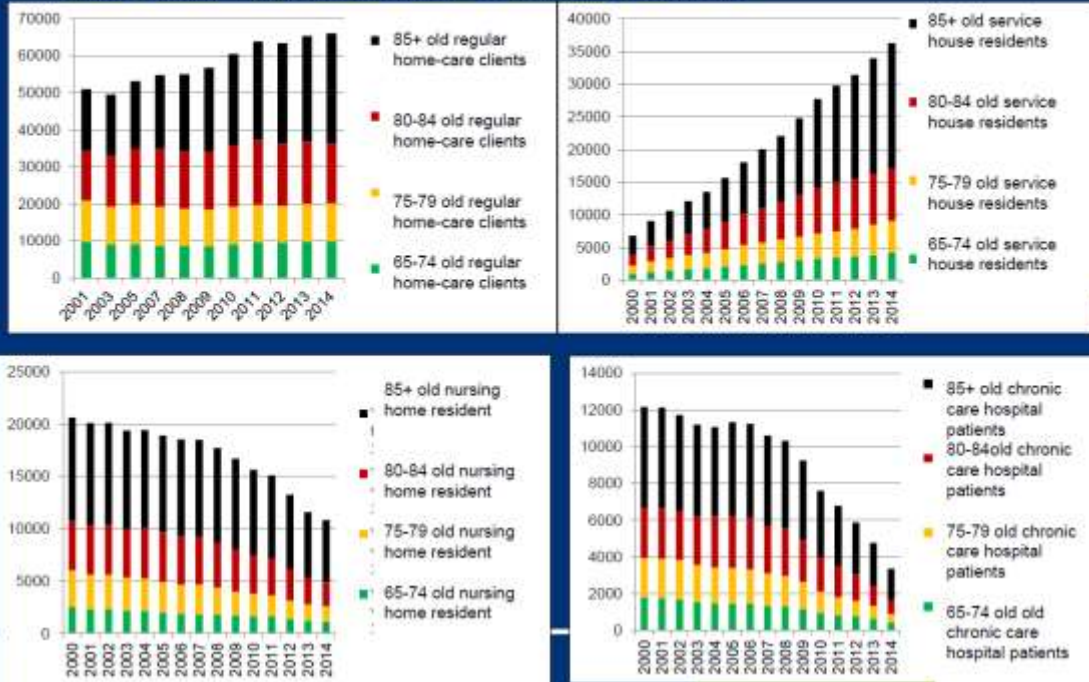 70000
60000
50000
40000
30000
20000
10000
0
2001
2003
2005
2007
2008
2009
2010
2011
2012
2013
2014
85+ old regular
home-care clients
80-84 old regular
home-care clients
75-79 old regular
home-care clients
65-74 old regular
home-care clients
40000
35000
30000
25000
20000
15000
10000
5000
0
2000
2001
2002
2003
2004
2005
2006
2007
2008
2009
2010
2011
2012
2013
2014
85+ old service
house residents
80-84 old service
house residents
75-79 old service
house residents
65-74 old service
house residents
25000
20000
15000
10000
5000
0
2000
2001
2002
2003
2004
2005
2006
2007
2008
2009
2010
2011
2012
2013
2014
85+ old nursing
home resident
80-84 old nursing
home resident
75-79 old nursing
home resident
65-74 old nursing
home resident
14000
12000
10000
8000
6000
4000
2000
0
2000
2001
2002
2003
2004
2005
2006
2007
2008
2009
2010
2011
2012
2013
2014
85+ old chronic
care hospital
patients
80-84old chronic
care hospital
patients
75-79 old chronic
care hospital
patients
65-74 old old
chronic care
hospital patients